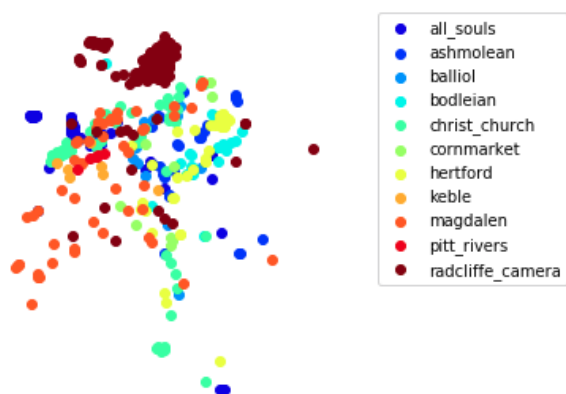 all_souls
ashmolean
balliol
bodleian
christ_church
cornmarket
hertford
keble
magdalen
pitt_rivers
radcliffe_camera